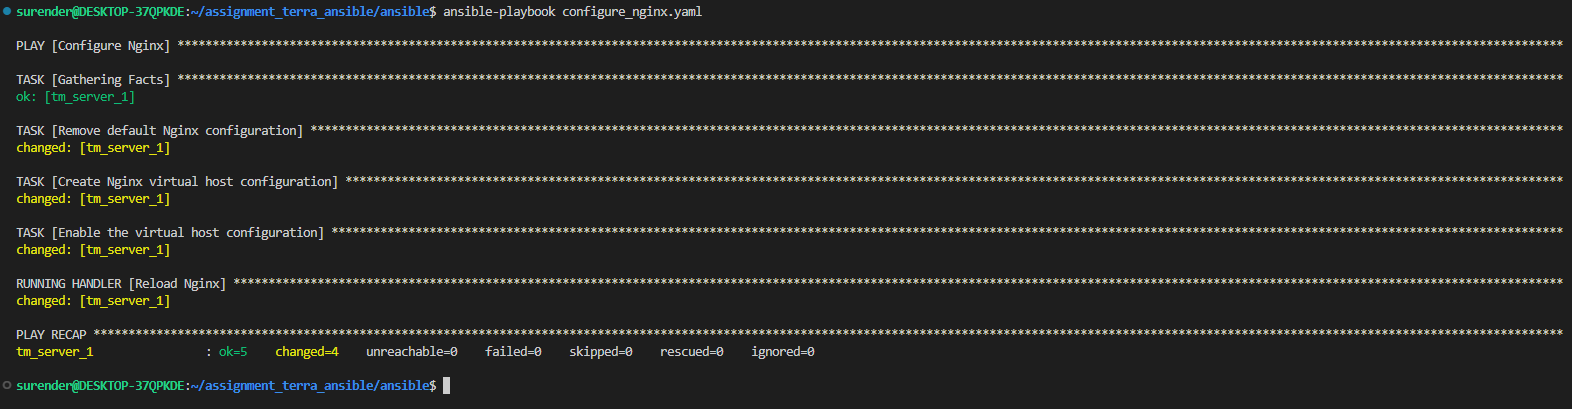 surender@DESKTOP-37QPKDE:~/assignment_terra_ansible/ansible$ ansible-playbook configure_nginx.yaml
PLAY [Configure Nginx] ******************************************************************************************************************************************************************************************************
TASK [Gathering Facts] ******************************************************************************************************************************************************************************************************
ok: [tm_server_1]
TASK [Remove default Nginx configuration] ***********************************************************************************************************************************************************************************
changed: [tm_server_1]
TASK [Create Nginx virtual host configuration] ******************************************************************************************************************************************************************************
changed: [tm_server_1]
TASK [Enable the virtual host configuration] ********************************************************************************************************************************************************************************
changed: [tm_server_1]
RUNNING HANDLER [Reload Nginx] **********************************************************************************************************************************************************************************************
changed: [tm_server_1]
PLAY RECAP ******************************************************************************************************************************************************************************************************************
tm_server_1                : ok=5    changed=4    unreachable=0    failed=0    skipped=0    rescued=0    ignored=0
surender@DESKTOP-37QPKDE:~/assignment_terra_ansible/ansible$